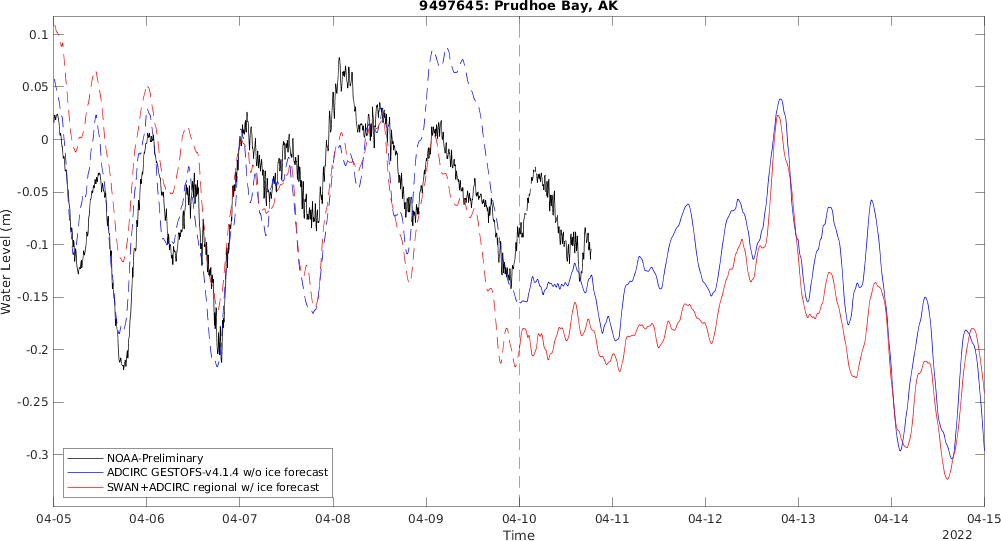 9497645: Prudhoe Bay, AK
0.1
0.05
0
-0.05
-0.1
-0.15
-0.2
-0.25
-0.3
Water Level (m)
NOAA-Preliminary
ADCIRC GESTOFS-v4.1.4 w/o ice forecast
SWAN+ADCIRC regional w/ ice forecast
04-05 04-06 04-07 04-08 04-09 04-10 04-11 04-12 04-13 04-14 04-15
Time
2022